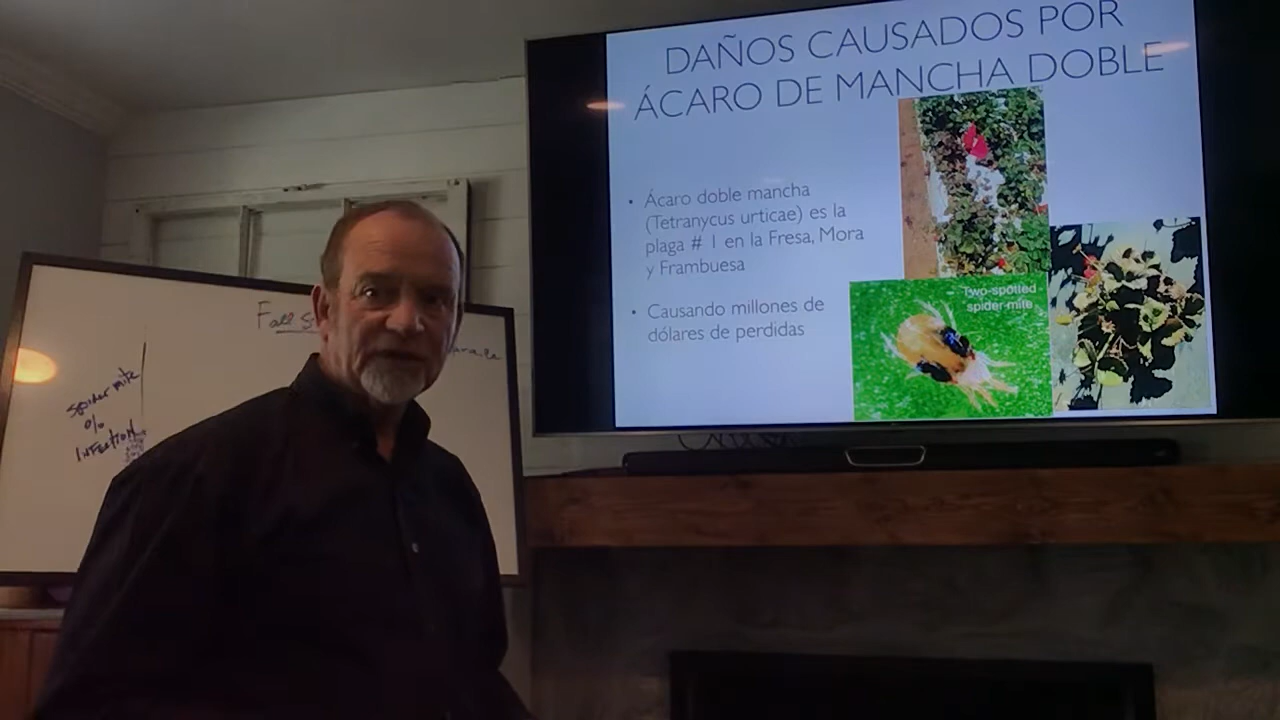 DAÑOS CAUSADOS POR
ÁCARO DE MANCHA DOBLE
• Ácaro doble mancha
(Tetranycus urticae) es la
plaga # 1 en la Fresa, Mora
y Frambuesa
• Causando millones de
dólares de perdidas
Two-spotted
spider-mite
Fall
spider mite
%
INFECTION